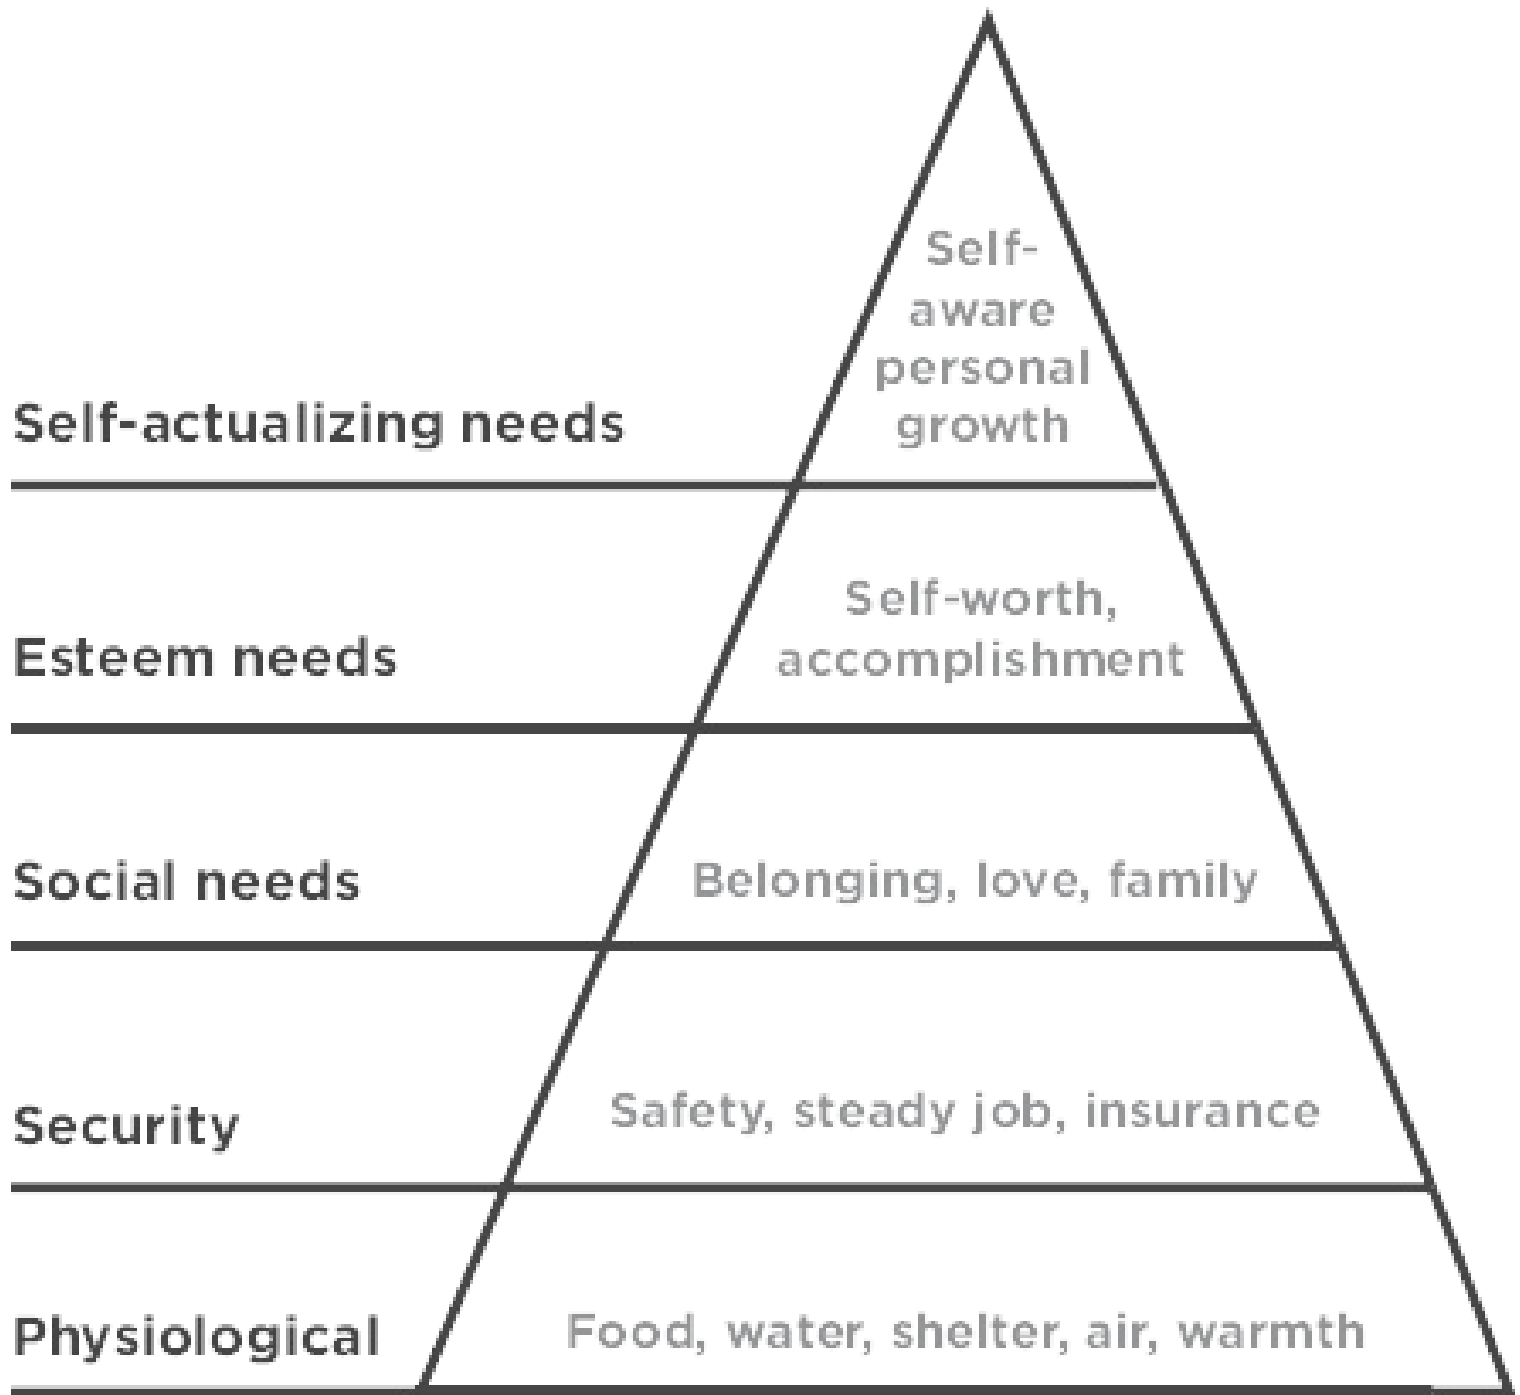 Self-
aware
personal
growth
Self-actualizing needs
Self-worth,
accomplishment
Esteem needs
Belonging, love, family
Social needs
Safety, steady job, insurance
Security
Food, water, shelter, air, warmth
Physiological